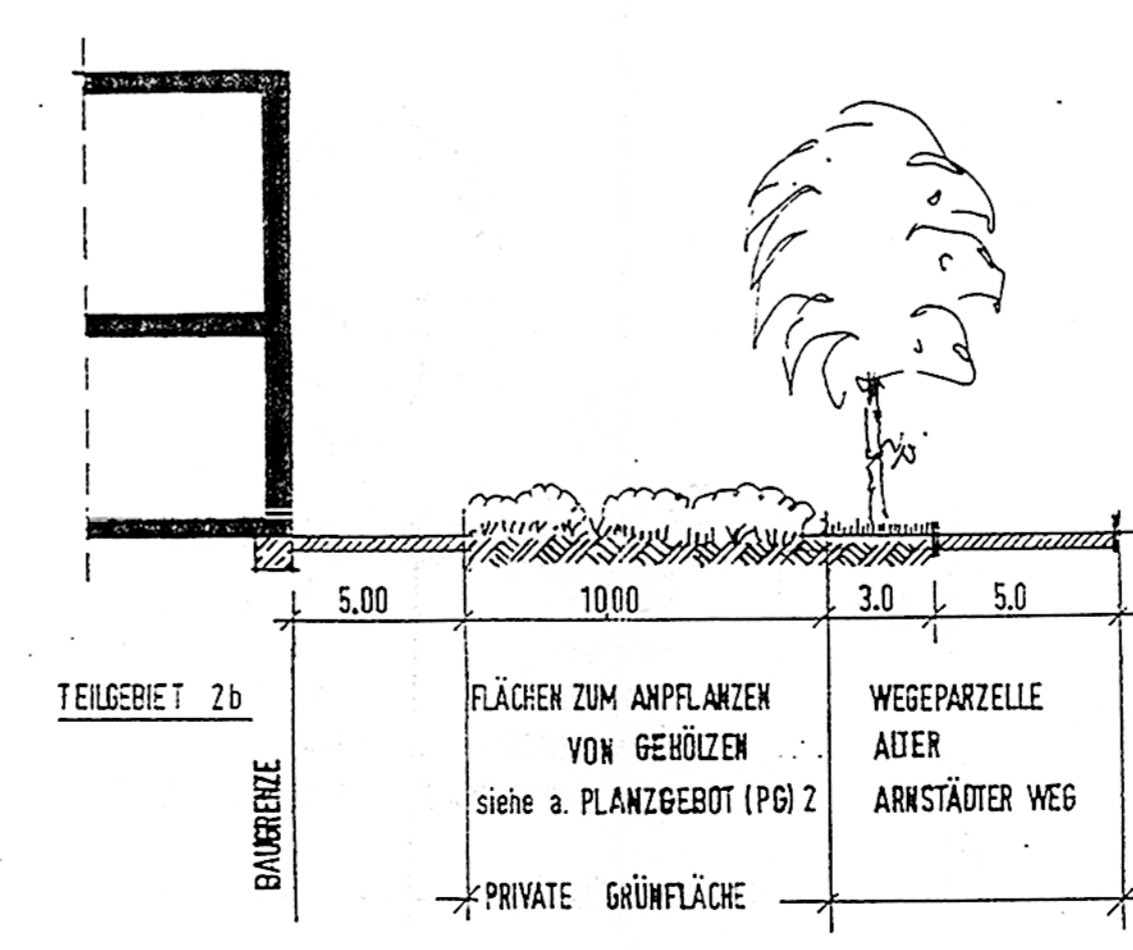 5.00 1000 3.0 5.0
TEILGEBIET 2b
BAUGRENZE
FLÄCHEN ZUM ANPFLANZEN
VON GEHÖLZEN
siehe a. PLANZGEBOT (PG) 2
WEGEPARZELLE
ALTER
ARNSTÄDTER WEG
PRIVATE GRÜNFLÄCHE